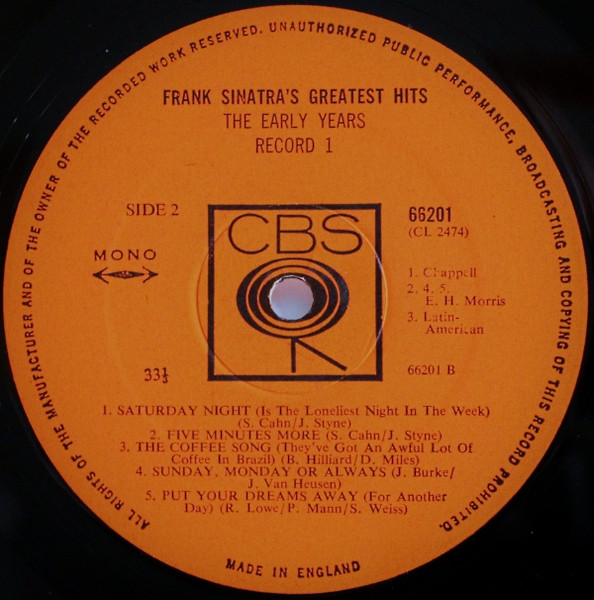 ALL RIGHTS OF THE MANUFACTURER AND OF THE OWNER OF THE RECORDED WORK RESERVED. UNAUTHORIZED PUBLIC PERFORMANCE, BROADCASTING AND COPYING OF THIS RECORD PROHIBITED.
FRANK SINATRA'S GREATEST HITS
THE EARLY YEARS
RECORD 1
SIDE 2
MONO
33⅓
CBS
66201
(CL 2474)
1. Chappell
2. 4. 5.
E. H. Morris
3. Latin-
American
66201 B
1. SATURDAY NIGHT (Is The Loneliest Night In The Week)
(S. Cahn/J. Styne)
2. FIVE MINUTES MORE (S. Cahn/J. Styne)
3. THE COFFEE SONG (They've Got An Awful Lot Of
Coffee In Brazil) (B. Hilliard/D. Miles)
4. SUNDAY, MONDAY OR ALWAYS (J. Burke/
J. Van Heusen)
5. PUT YOUR DREAMS AWAY (For Another
Day) (R. Lowe/P. Mann/S. Weiss)
MADE IN ENGLAND